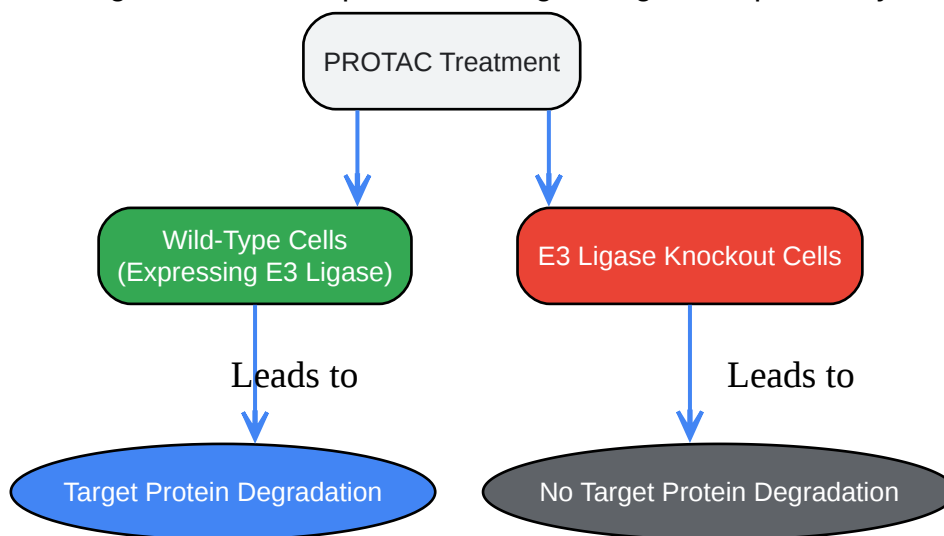 PROTAC Treatment
Wild-Type Cells
(Expressing E3 Ligase)
E3 Ligase Knockout Cells
Leads to
Leads to
Target Protein Degradation
No Target Protein Degradation